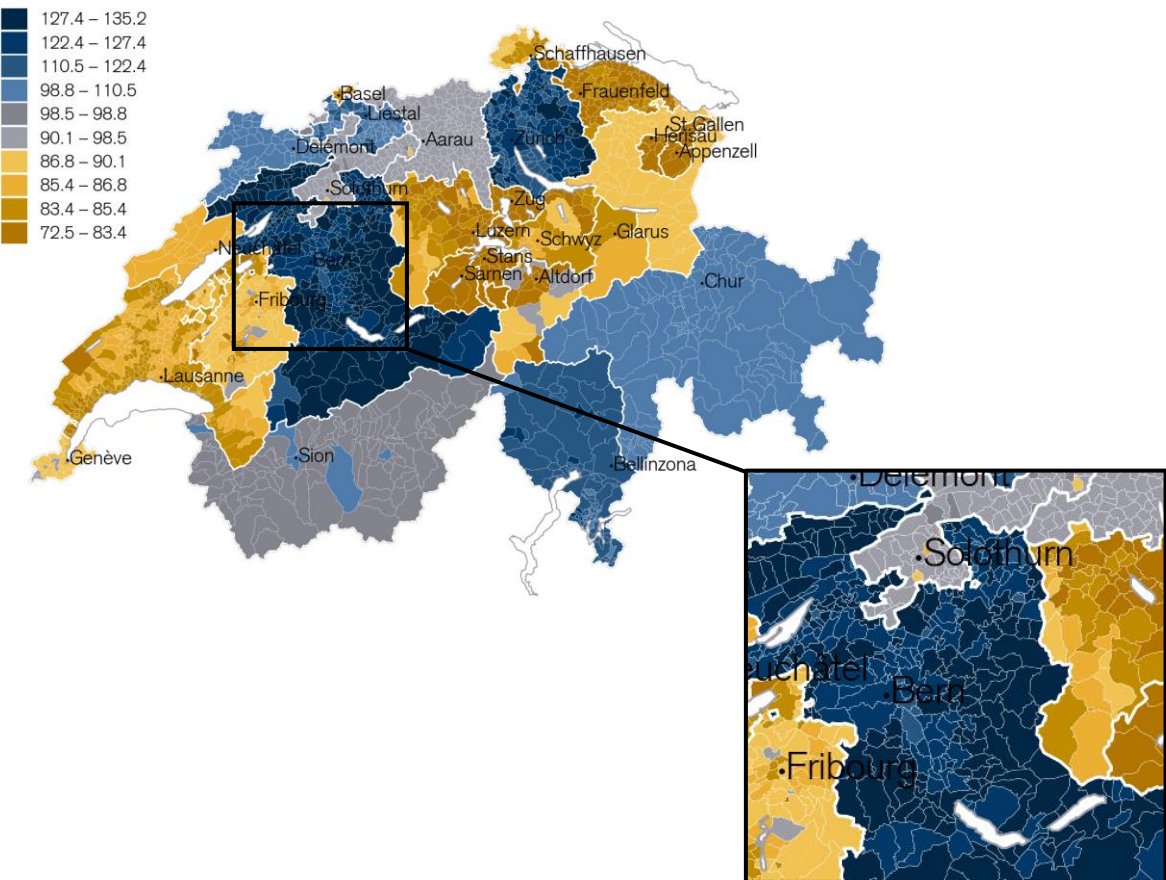 127.4 – 135.2
122.4 – 127.4
110.5 – 122.4
98.8 – 110.5
98.5 – 98.8
90.1 – 98.5
86.8 – 90.1
85.4 – 86.8
83.4 – 85.4
72.5 – 83.4
Schaffhausen
Basel
Frauenfeld
Liestal
St.Gallen
Delémont
Aarau
Zürich
Herisau
Appenzell
Solothurn
Zug
Neuchâtel
Luzern
Schwyz
Glarus
Bern
Stans
Sarnen
Altdorf
Chur
Fribourg
Lausanne
Genève
Sion
Bellinzona
Delémont
Solothurn
euchâtel
Bern
Fribourg